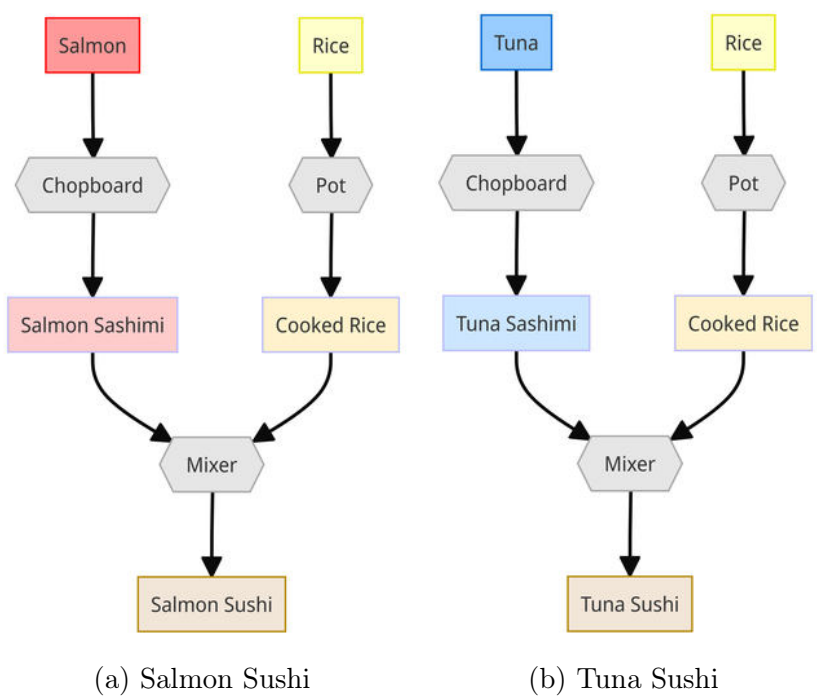 Salmon
Rice
Tuna
Rice
Chopboard
Pot
Chopboard
Pot
Salmon Sashimi
Cooked Rice
Tuna Sashimi
Cooked Rice
Mixer
Mixer
Salmon Sushi
Tuna Sushi
(a) Salmon Sushi
(b) Tuna Sushi